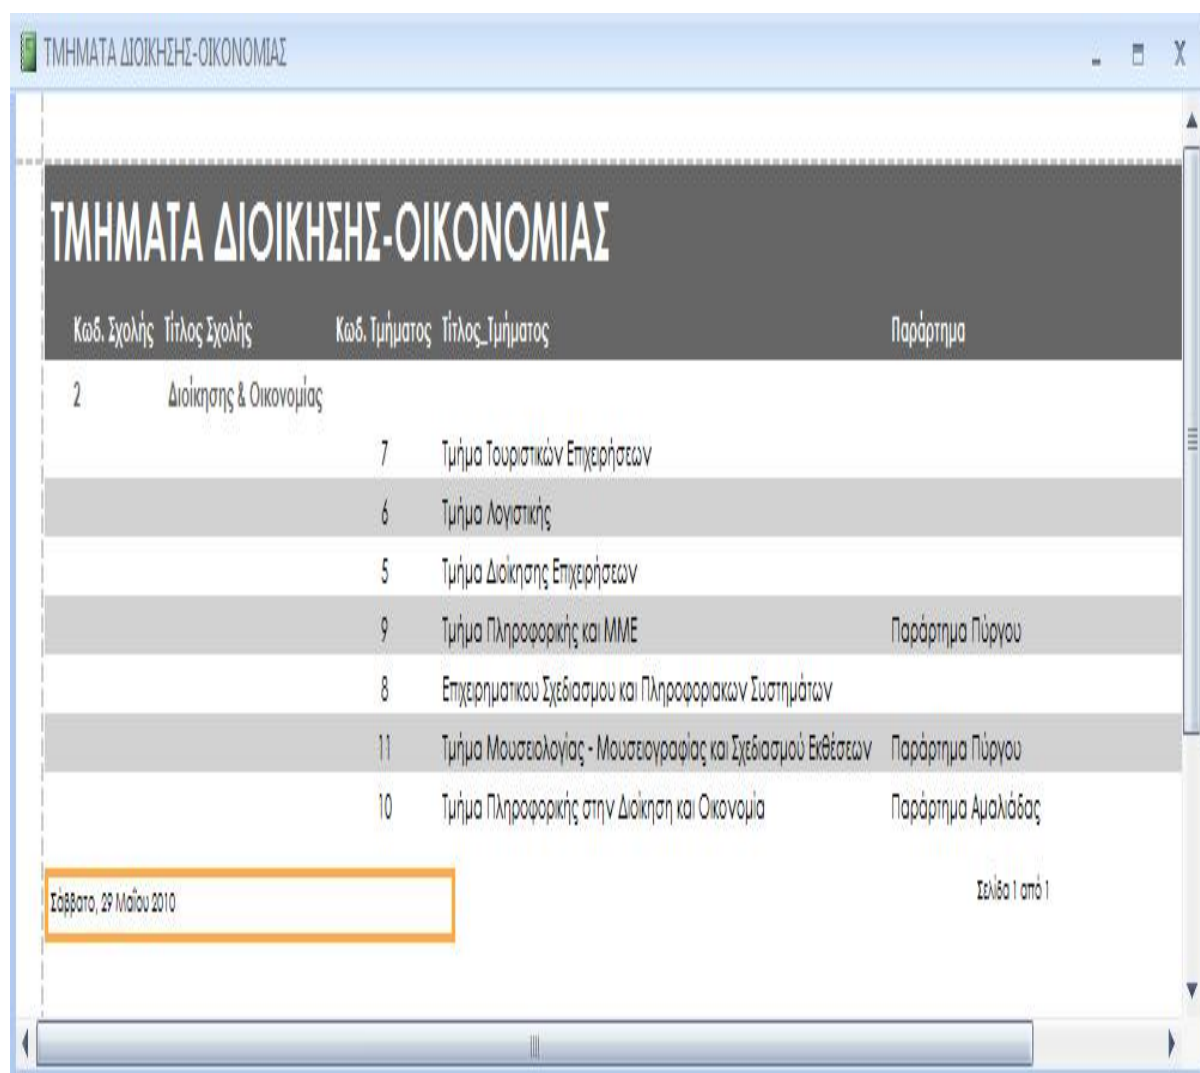 ΤΜΗΜΑΤΑ ΔΙΟΙΚΗΣΗΣ-ΟΙΚΟΝΟΜΙΑΣ
ΤΜΗΜΑΤΑ ΔΙΟΙΚΗΣΗΣ-ΟΙΚΟΝΟΜΙΑΣ
Κωδ. Σχολής Τίτλος Σχολής Κωδ. Τμήματος Τίτλος_Τμήματος Παράρτημα
2 Διοίκησης & Οικονομίας
7 Τμήμα Τουριστικών Επιχειρήσεων
6 Τμήμα Λογιστικής
5 Τμήμα Διοίκησης Επιχειρήσεων
9 Τμήμα Πληροφορικής και ΜΜΕ Παράρτημα Πύργου
8 Επιχειρηματικου Σχεδιασμου και Πληροφοριακων Συστημάτων
11 Τμήμα Μουσειολογίας - Μουσειογραφίας και Σχεδιασμού Εκθέσεων Παράρτημα Πύργου
10 Τμήμα Πληροφορικής στην Διοίκηση και Οικονομία Παράρτημα Αμαλιάδας
Σάββατο, 29 Μαΐου 2010 Σελίδα 1 από 1